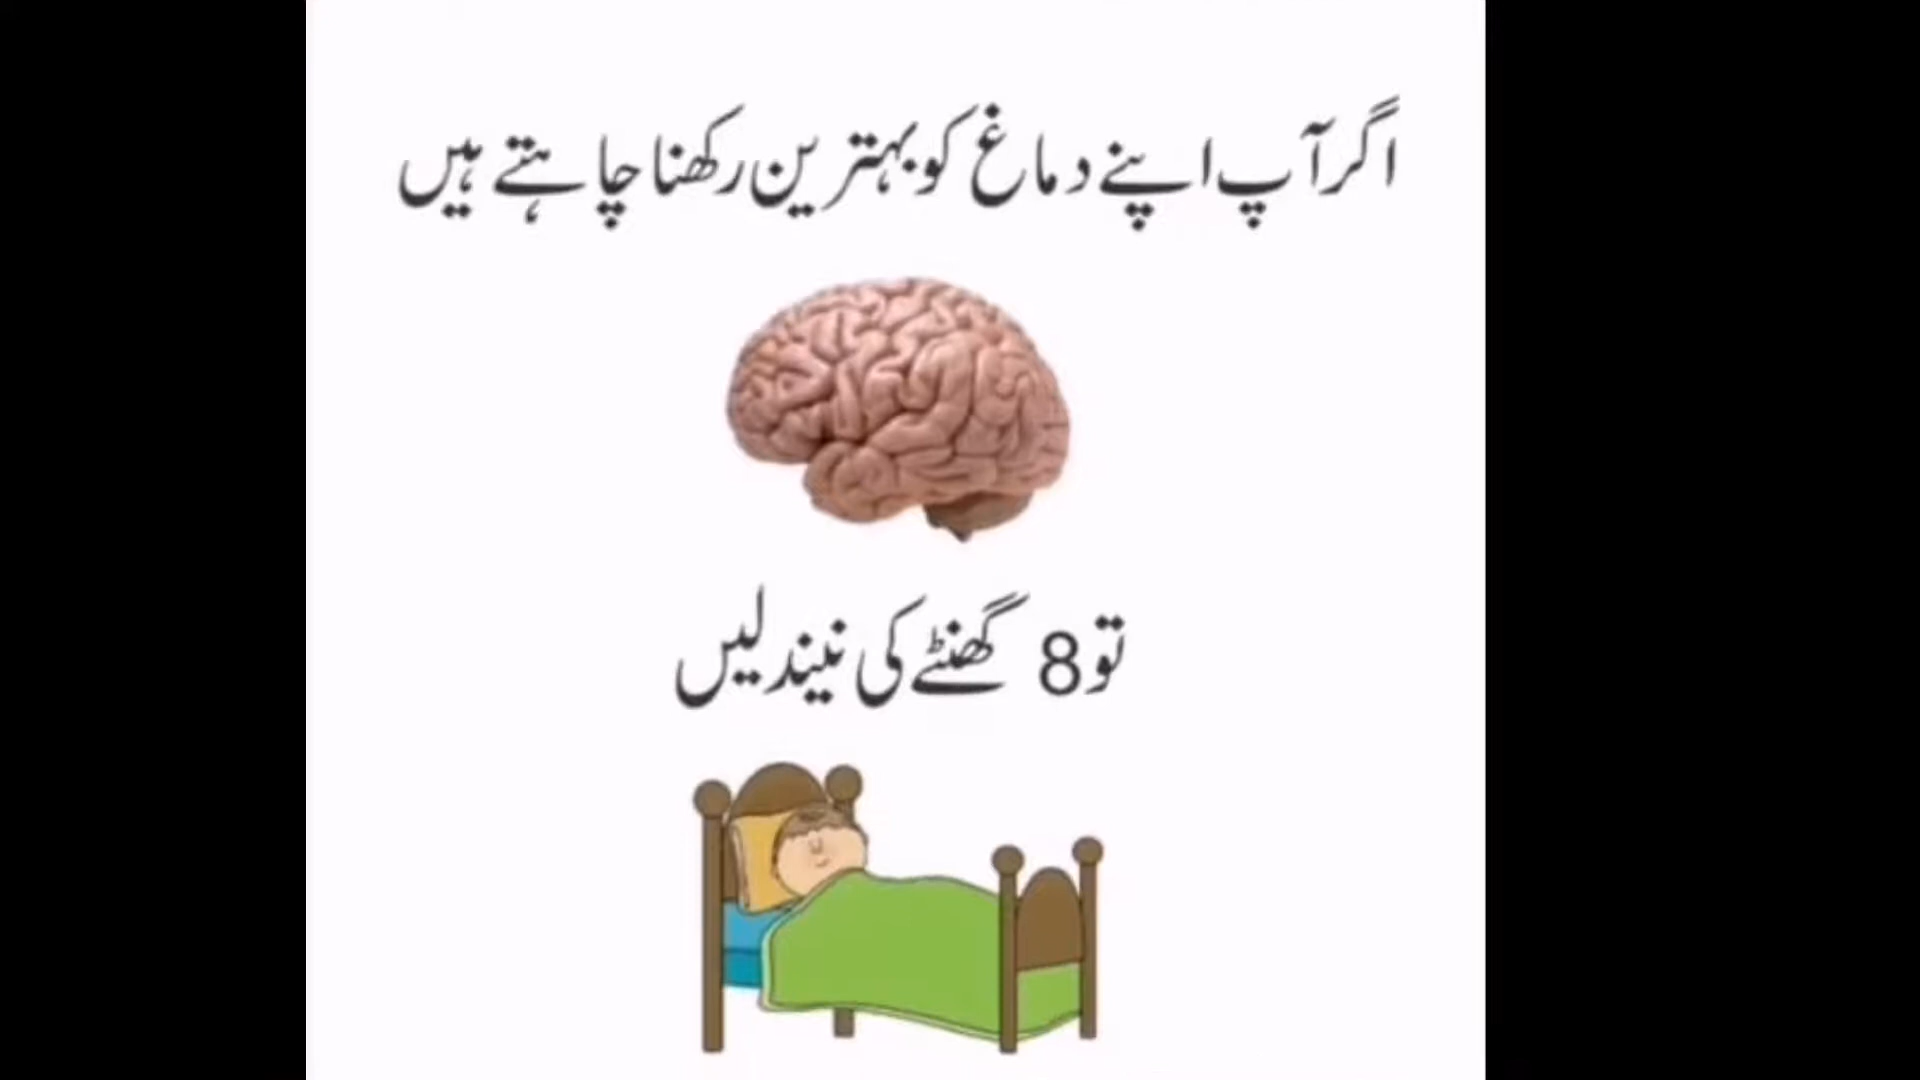 اگر آپ اپنے دماغ کو بہترین رکھنا چاہتے ہیں
تو 8 گھنٹے کی نیند لیں